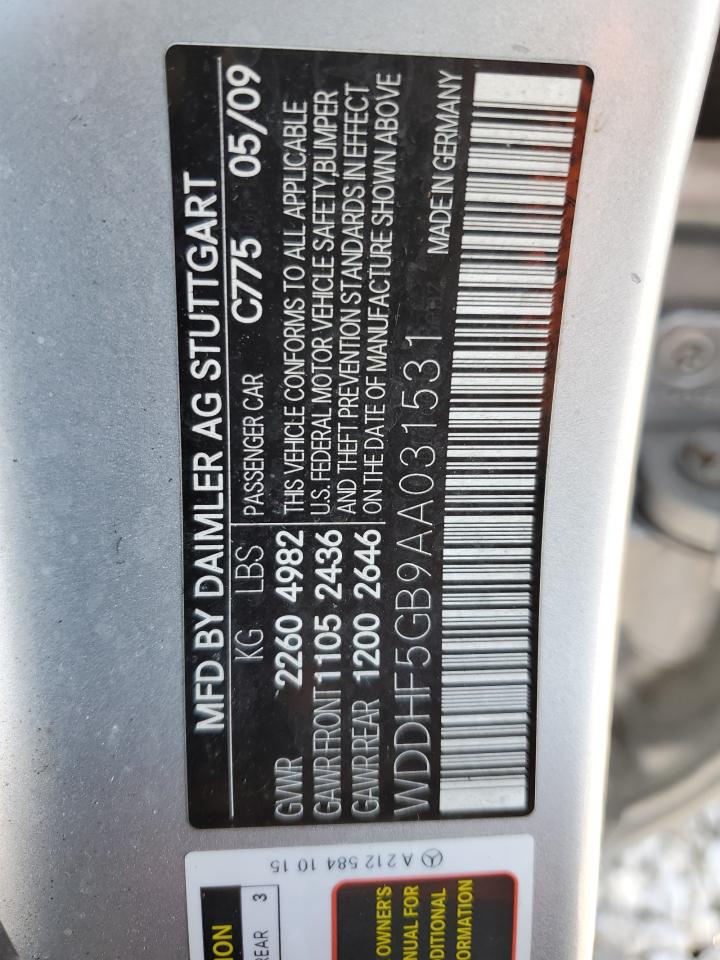 MFD BY DAIMLER AG STUTTGART
KG LBS PASSENGER CAR C775 05/09
GVWR 2260 4982 THIS VEHICLE CONFORMS TO ALL APPLICABLE
GAWR FRONT 1105 2436 U.S. FEDERAL MOTOR VEHICLE SAFETY,BUMPER
GAWR REAR 1200 2646 AND THEFT PREVENTION STANDARDS IN EFFECT
ON THE DATE OF MANUFACTURE SHOWN ABOVE
WDDHF5GB9AA031531 MADE IN GERMANY
A 212 584 10 15
ION
REAR 3
OWNER'S
ANUAL FOR
DITIONAL
ORMATION